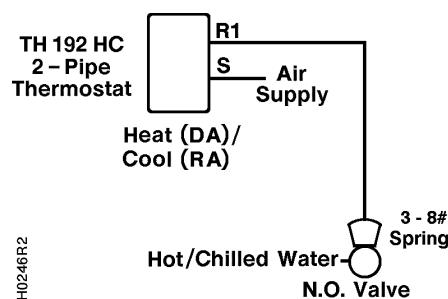 TH 192 HC
2 – Pipe
Thermostat
R1
S
Air
Supply
Heat (DA)/
Cool (RA)
3 - 8#
Spring
Hot/Chilled Water
N.O. Valve
H0246R2